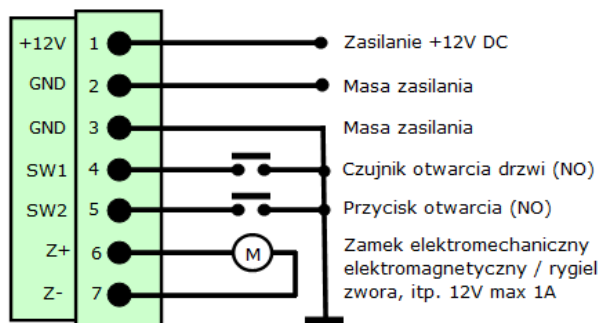 +12V 1 Zasilanie +12V DC
GND 2 Masa zasilania
GND 3 Masa zasilania
SW1 4 Czujnik otwarcia drzwi (NO)
SW2 5 Przycisk otwarcia (NO)
Z+ 6 M Zamek elektromechaniczny
elektromagnetyczny / rygiel
Z- 7 zwora, itp. 12V max 1A